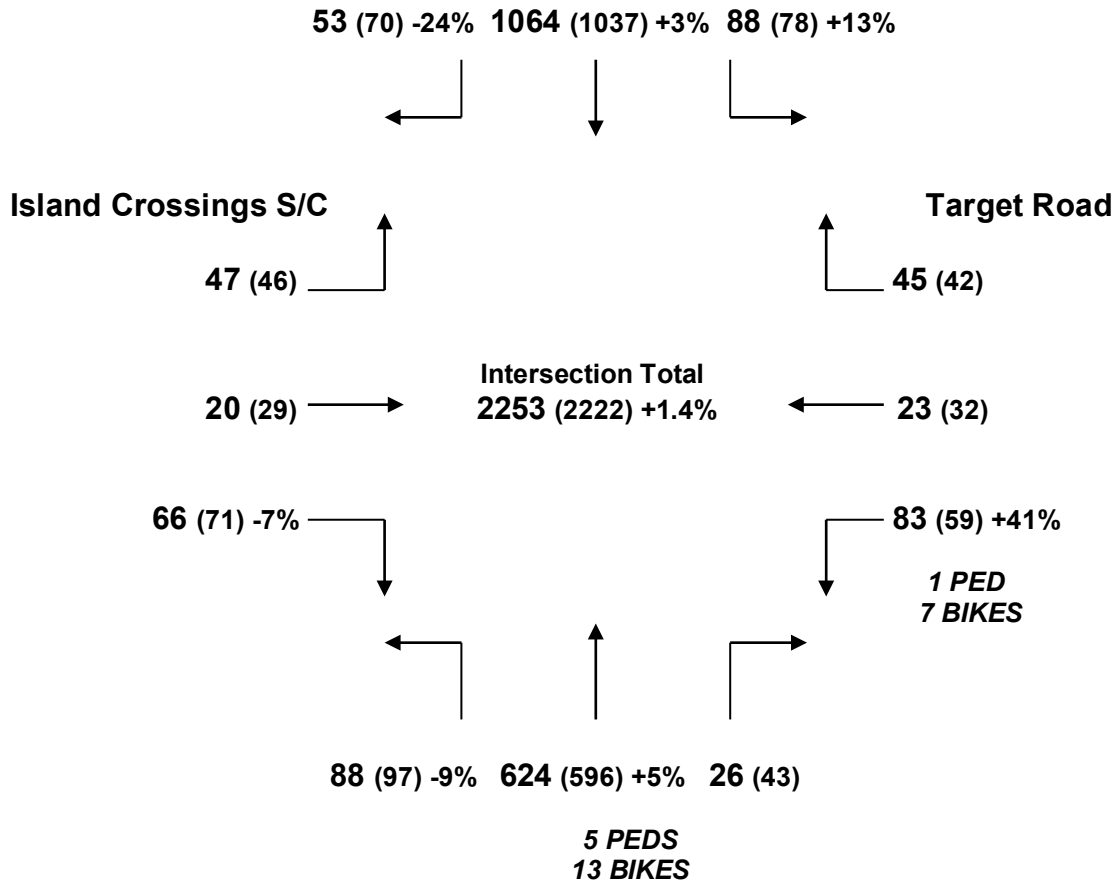 53 (70) -24% 1064 (1037) +3% 88 (78) +13%
Island Crossings S/C Target Road
47 (46) 45 (42)
Intersection Total
20 (29) 2253 (2222) +1.4% 23 (32)
66 (71) -7% 83 (59) +41%
1 PED
7 BIKES
88 (97) -9% 624 (596) +5% 26 (43)
5 PEDS
13 BIKES